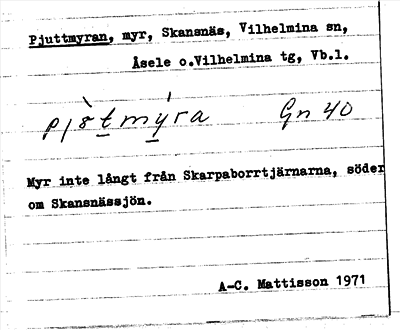 Pjuttmyran, myr, Skansnäs, Vilhelmina sn,
Åsele o.Vilhelmina tg, Vb.l.
Gn 40
Myr inte långt från Skarpaborrtjärnarna, söder
om Skansnässjön.
A-C. Mattisson 1971